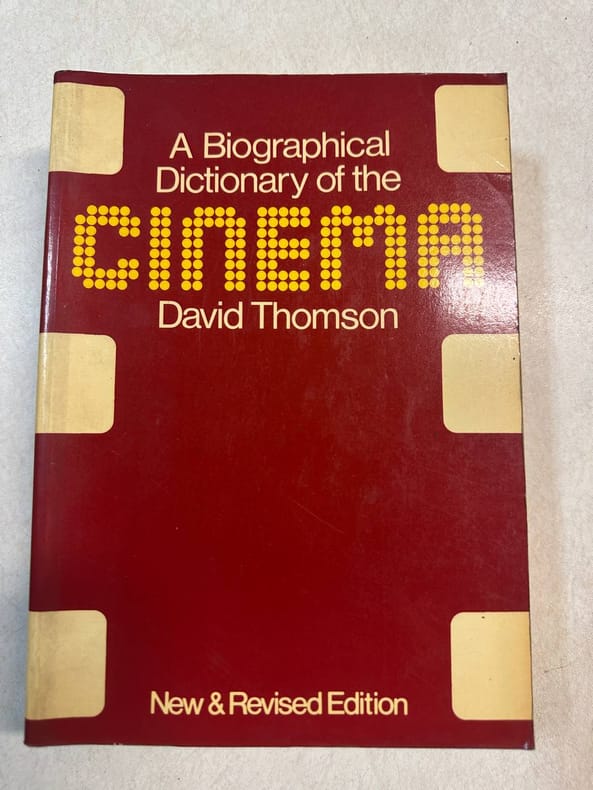 A Biographical
Dictionary of the
CINEMA
David Thomson
New & Revised Edition